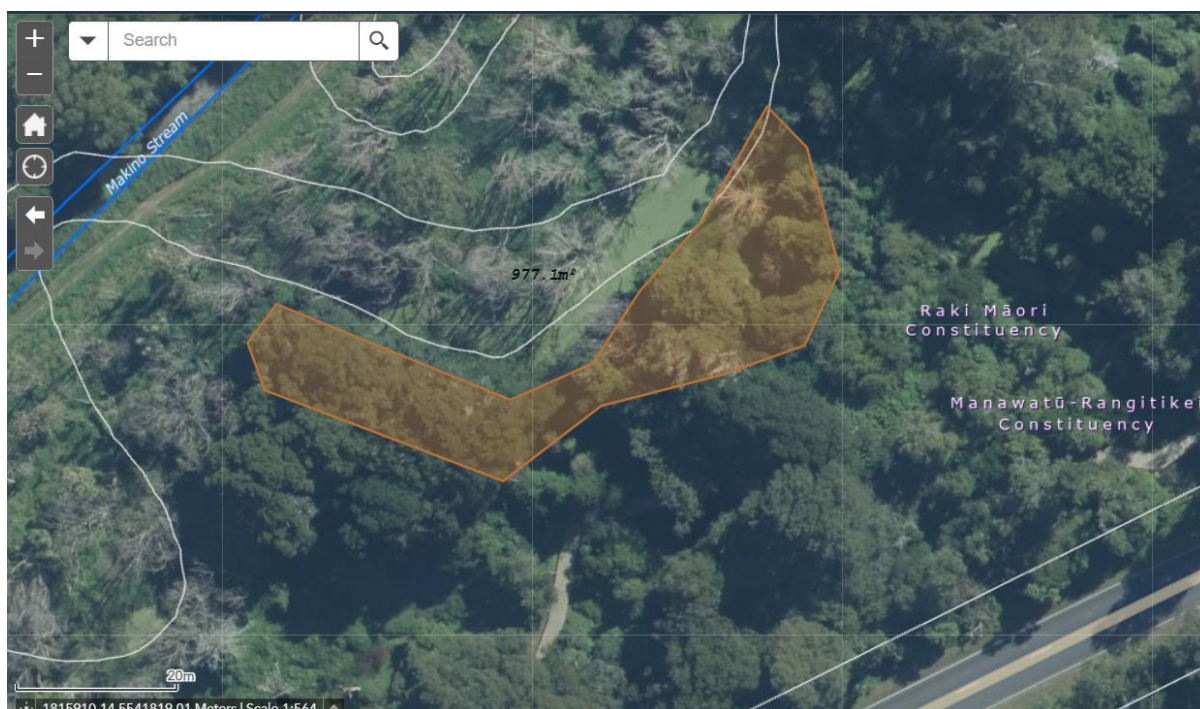 Search
Makino Stream
977.1m²
Raki Māori
Constituency
Manawatū-Rangitikei
Constituency
20m
1815910.14 5541819.01 Meters | Scale 1:564